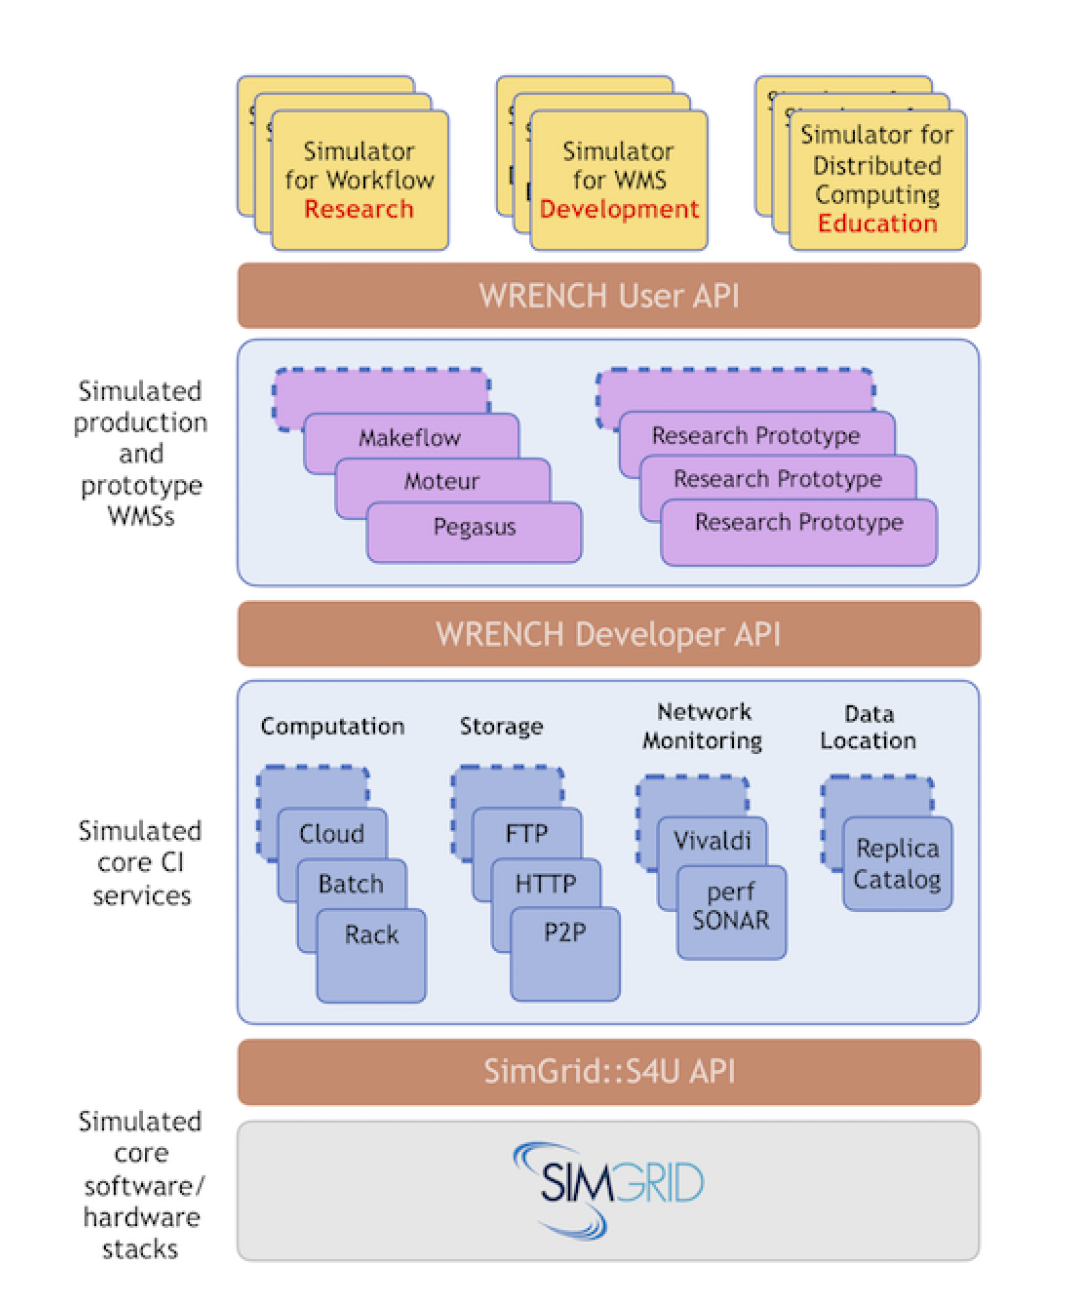 Simulator
for Workflow
Research
Simulator
for WMS
Development
Simulator for
Distributed
Computing
Education
WRENCH User API
Simulated
production
and
prototype
WMSs
Makeflow
Moteur
Pegasus
Research Prototype
Research Prototype
Research Prototype
WRENCH Developer API
Simulated
core CI
services
Computation
Cloud
Batch
Rack
Storage
FTP
HTTP
P2P
Network
Monitoring
Vivaldi
perf
SONAR
Data
Location
Replica
Catalog
SimGrid::S4U API
Simulated
core
software/
hardware
stacks
SIMGRID